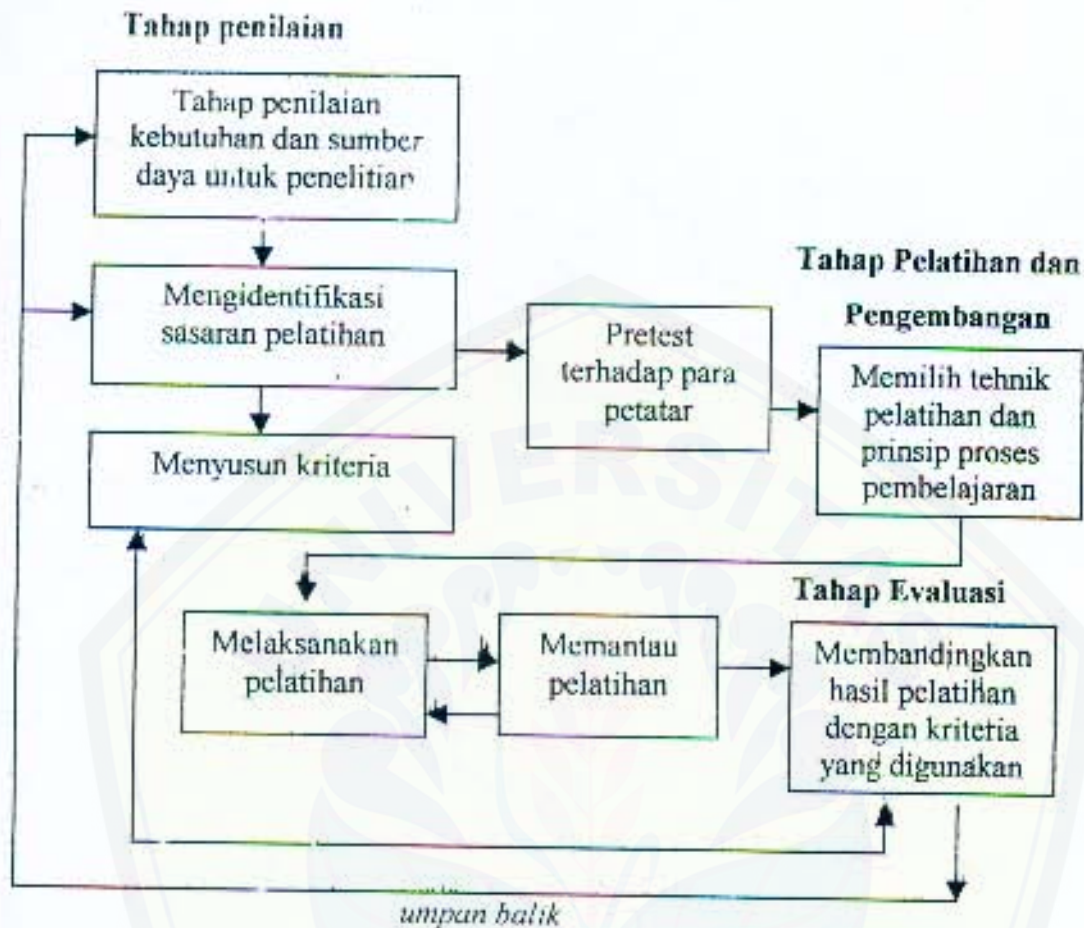 Tahap penilaian
Tahap penilaian
kebutuhan dan sumber
daya untuk penelitian
Mengidentifikasi
sasaran pelatihan
Menyusun kriteria
Pretest
terhadap para
petatar
Tahap Pelatihan dan
Pengembangan
Memilih tehnik
pelatihan dan
prinsip proses
pembelajaran
Melaksanakan
pelatihan
Memantau
pelatihan
Tahap Evaluasi
Membandingkan
hasil pelatihan
dengan kriteria
yang digunakan
umpan balik
UNIVERSITAS